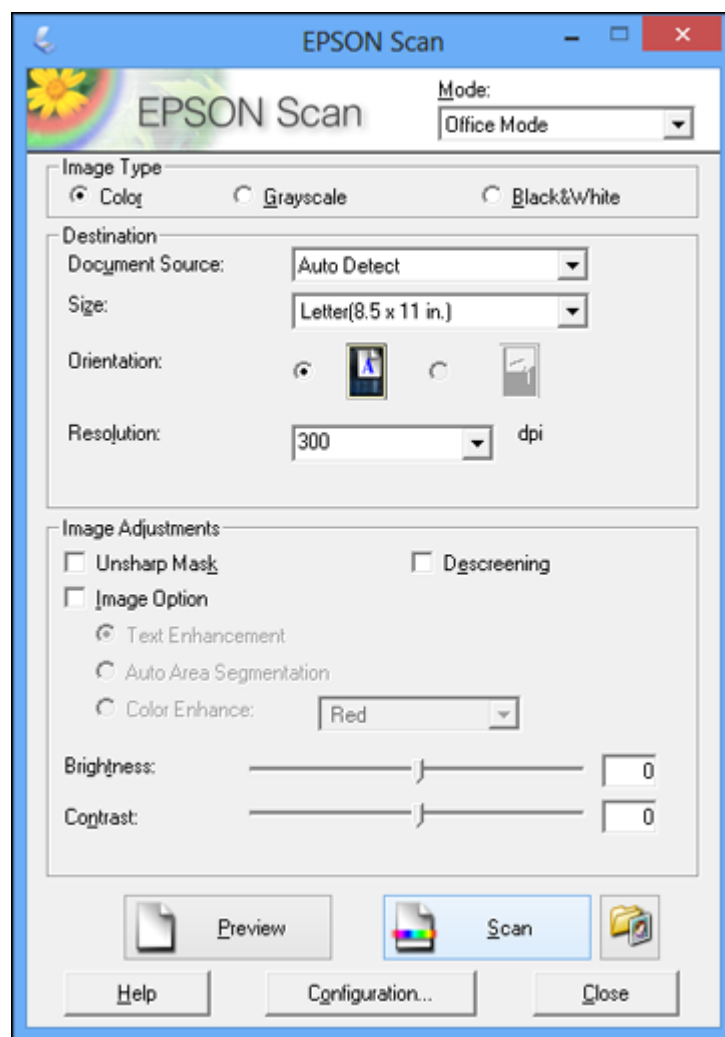 EPSON Scan
EPSON Scan
Mode:
Office Mode
Image Type
Color
Grayscale
Black&White
Destination
Document Source:
Auto Detect
Size:
Letter(8.5 x 11 in.)
Orientation:
A
Resolution:
300
dpi
Image Adjustments
Unsharp Mask
Descreening
Image Option
Text Enhancement
Auto Area Segmentation
Color Enhance:
Red
Brightness:
0
Contrast:
0
Preview
Scan
Help
Configuration...
Close